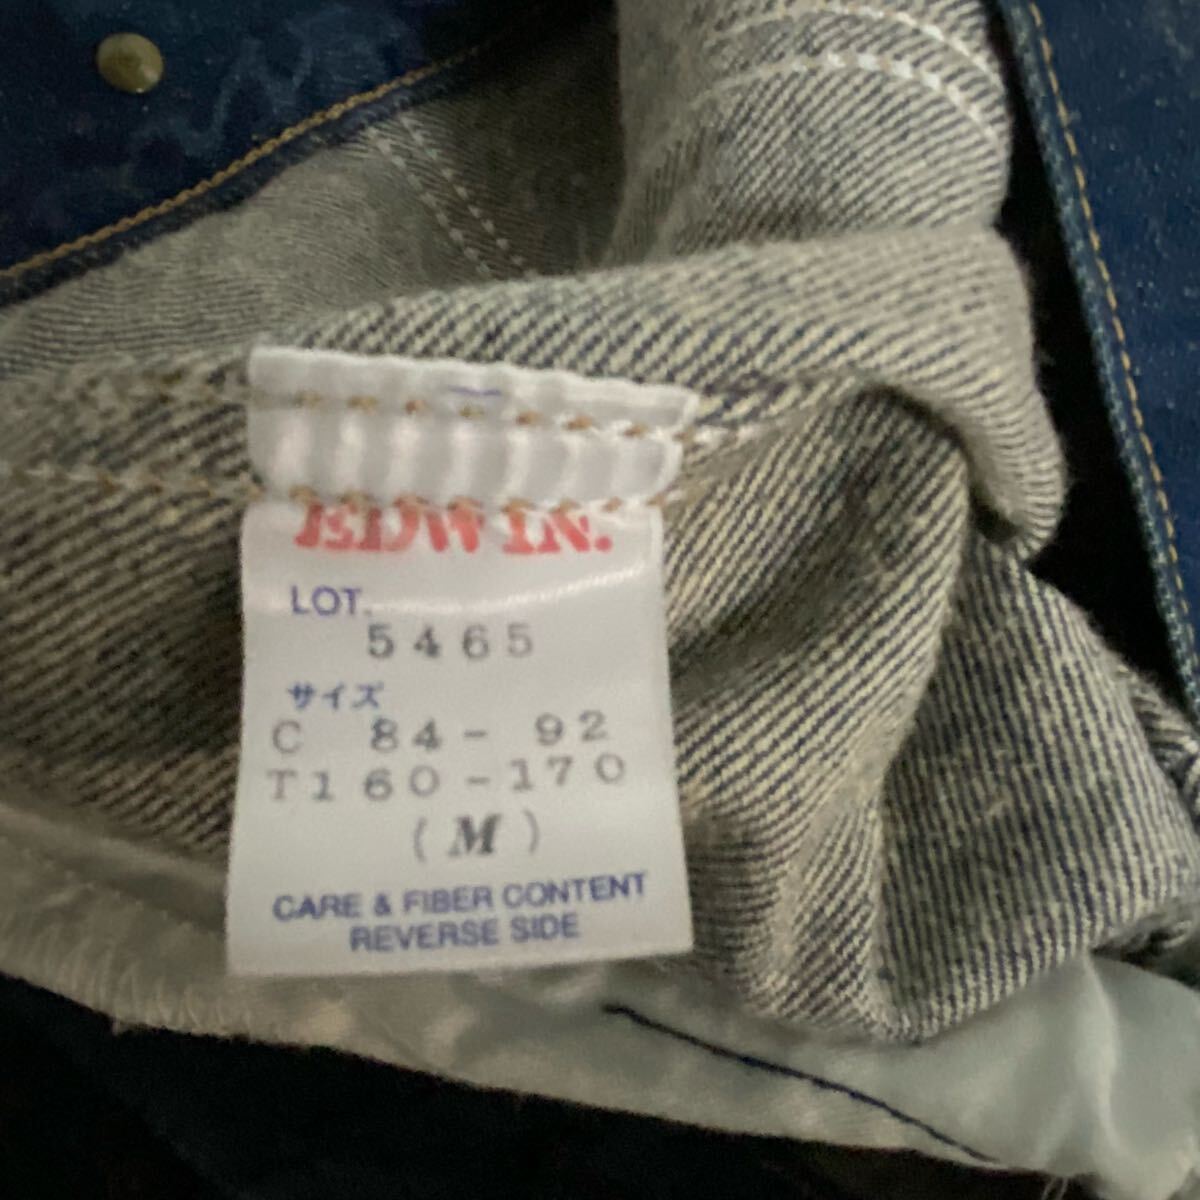 EDWIN.
LOT.
5465
サイズ
C 84 - 92
T160-170
(M)
CARE & FIBER CONTENT
REVERSE SIDE